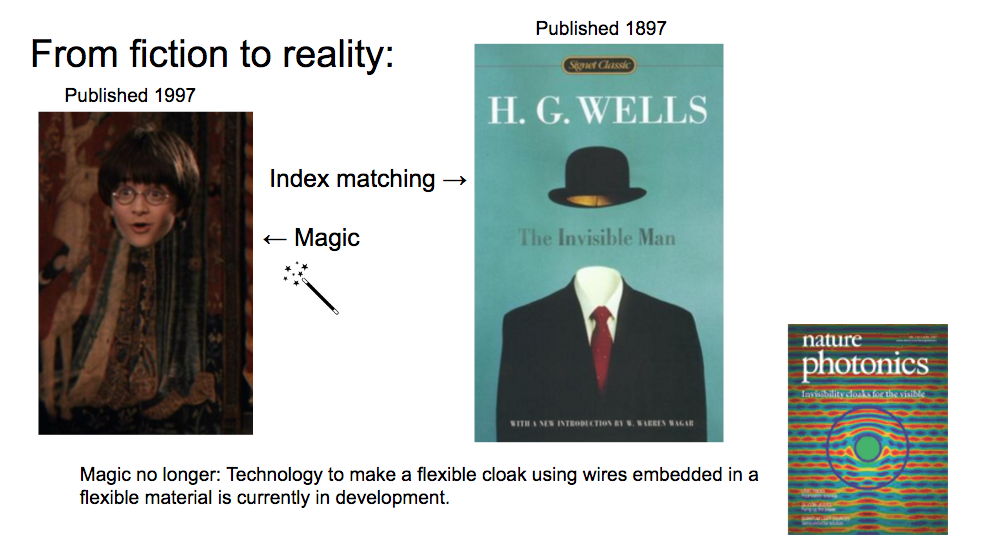 From fiction to reality:
Published 1997
Published 1897
Signet Classic
H. G. WELLS
Index matching →
← Magic
The Invisible Man
WITH A NEW INTRODUCTION BY W. WARREN WAGAR
nature
photonics
Invisibility cloaks for the visible
Magic no longer: Technology to make a flexible cloak using wires embedded in a
flexible material is currently in development.